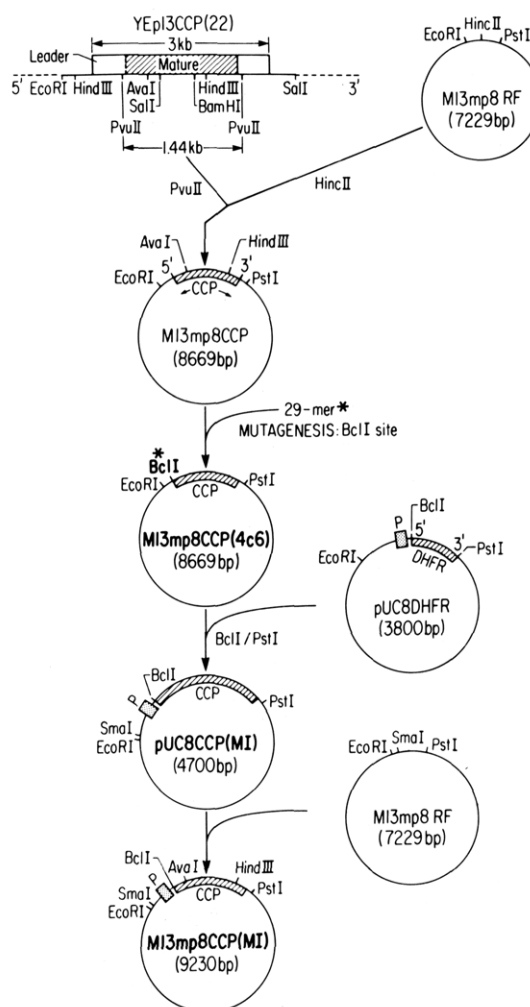 YEp13CCP(22)
3kb
Leader
Mature
5'
EcoRI
HindIII
AvaI
SalI
HindIII
BamHI
SalI
3'
PvuII
PvuII
1.44kb
HincII
EcoRI
PstI
M13mp8 RF
(7229bp)
PvuII
HincII
AvaI
HindIII
5'
3'
EcoRI
PstI
CCP
M13mp8CCP
(8669bp)
29-mer*
MUTAGENESIS: BclI site
*
BclI
EcoRI
PstI
CCP
M13mp8CCP(4c6)
(8669bp)
BclI
P
5'
3'
PstI
DHFR
EcoRI
pUC8DHFR
(3800bp)
BclI/PstI
BclI
P
CCP
PstI
SmaI
EcoRI
pUC8CCP(MI)
(4700bp)
SmaI
EcoRI
PstI
M13mp8 RF
(7229bp)
BclI
AvaI
HindIII
P
SmaI
CCP
PstI
EcoRI
M13mp8CCP(MI)
(9230bp)